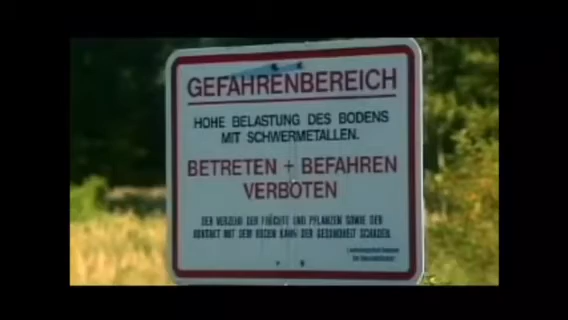 GEFAHRENBEREICH
HOHE BELASTUNG DES BODENS
MIT SCHWERMETALLEN.
BETRETEN + BEFAHREN
VERBOTEN
DER VERZEHR DER FRÜCHTE UND PFLANZEN SOWIE DER
KONTAKT MIT DEM BODEN KANN DER GESUNDHEIT SCHADEN.